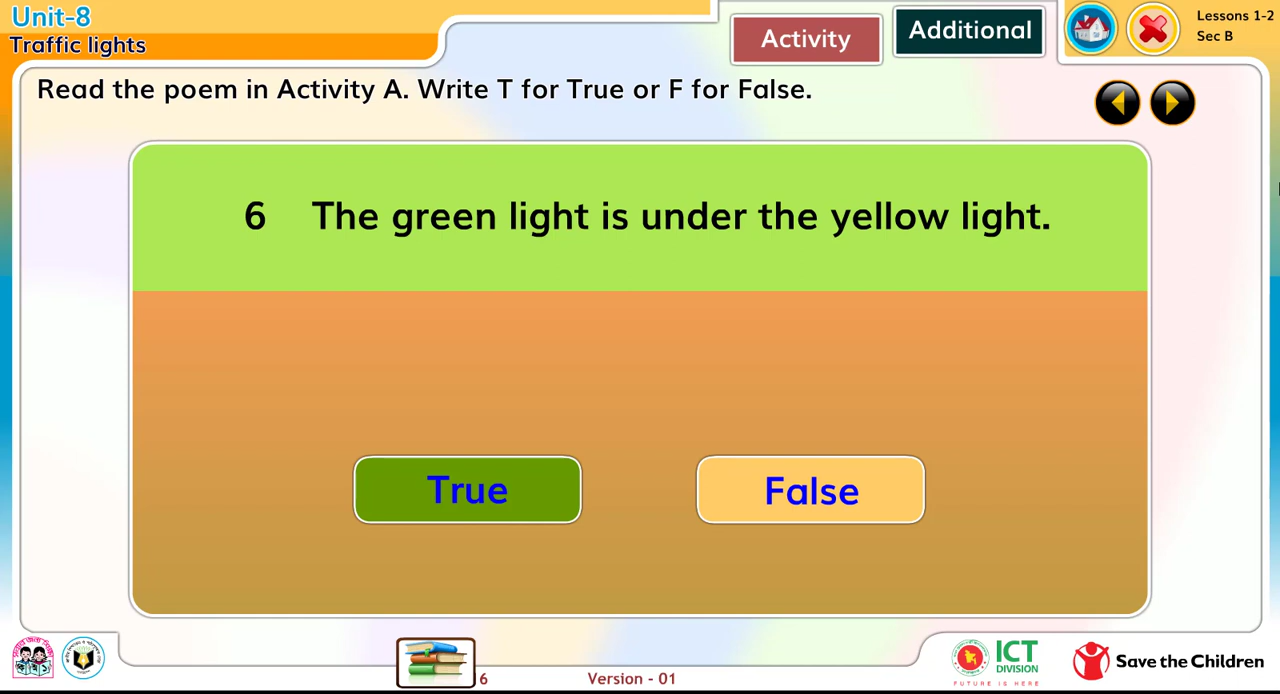 Unit-8
Traffic lights
Activity
Additional
Lessons 1-2
Sec B
Read the poem in Activity A. Write T for True or F for False.
6 The green light is under the yellow light.
True
False
6
Version - 01
ICT
DIVISION
FUTURE IS HERE
Save the Children